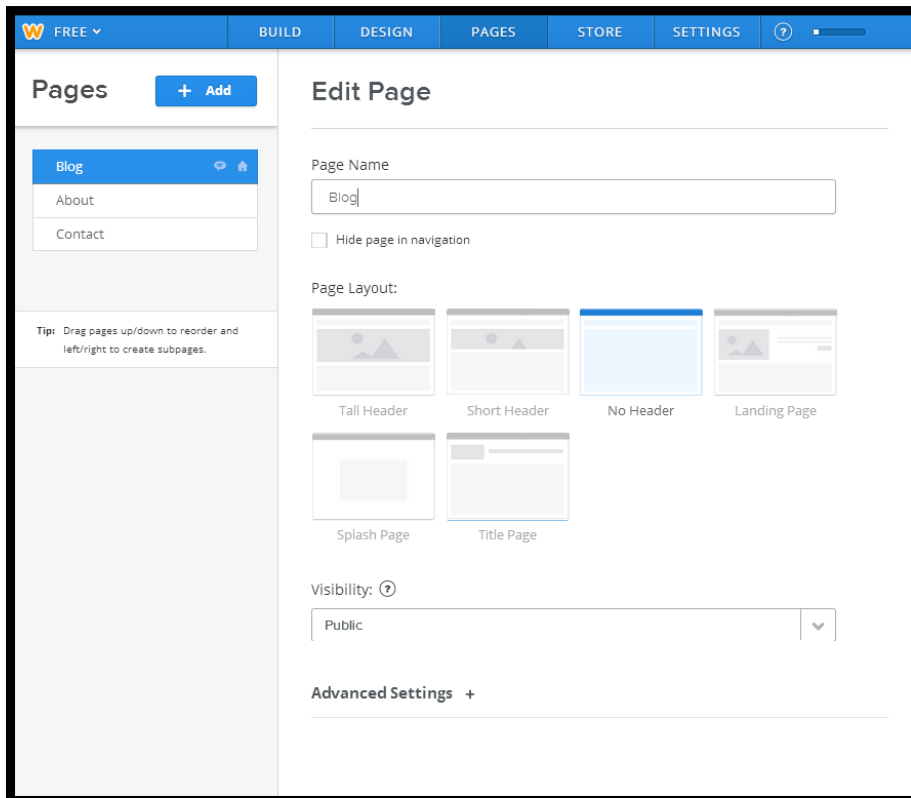 W FREE BUILD DESIGN PAGES STORE SETTINGS ?
Pages
+ Add
Blog
About
Contact
Tip: Drag pages up/down to reorder and
left/right to create subpages.
Edit Page
Page Name
Blog
Hide page in navigation
Page Layout:
Tall Header Short Header No Header Landing Page
Splash Page Title Page
Visibility: ?
Public
Advanced Settings +